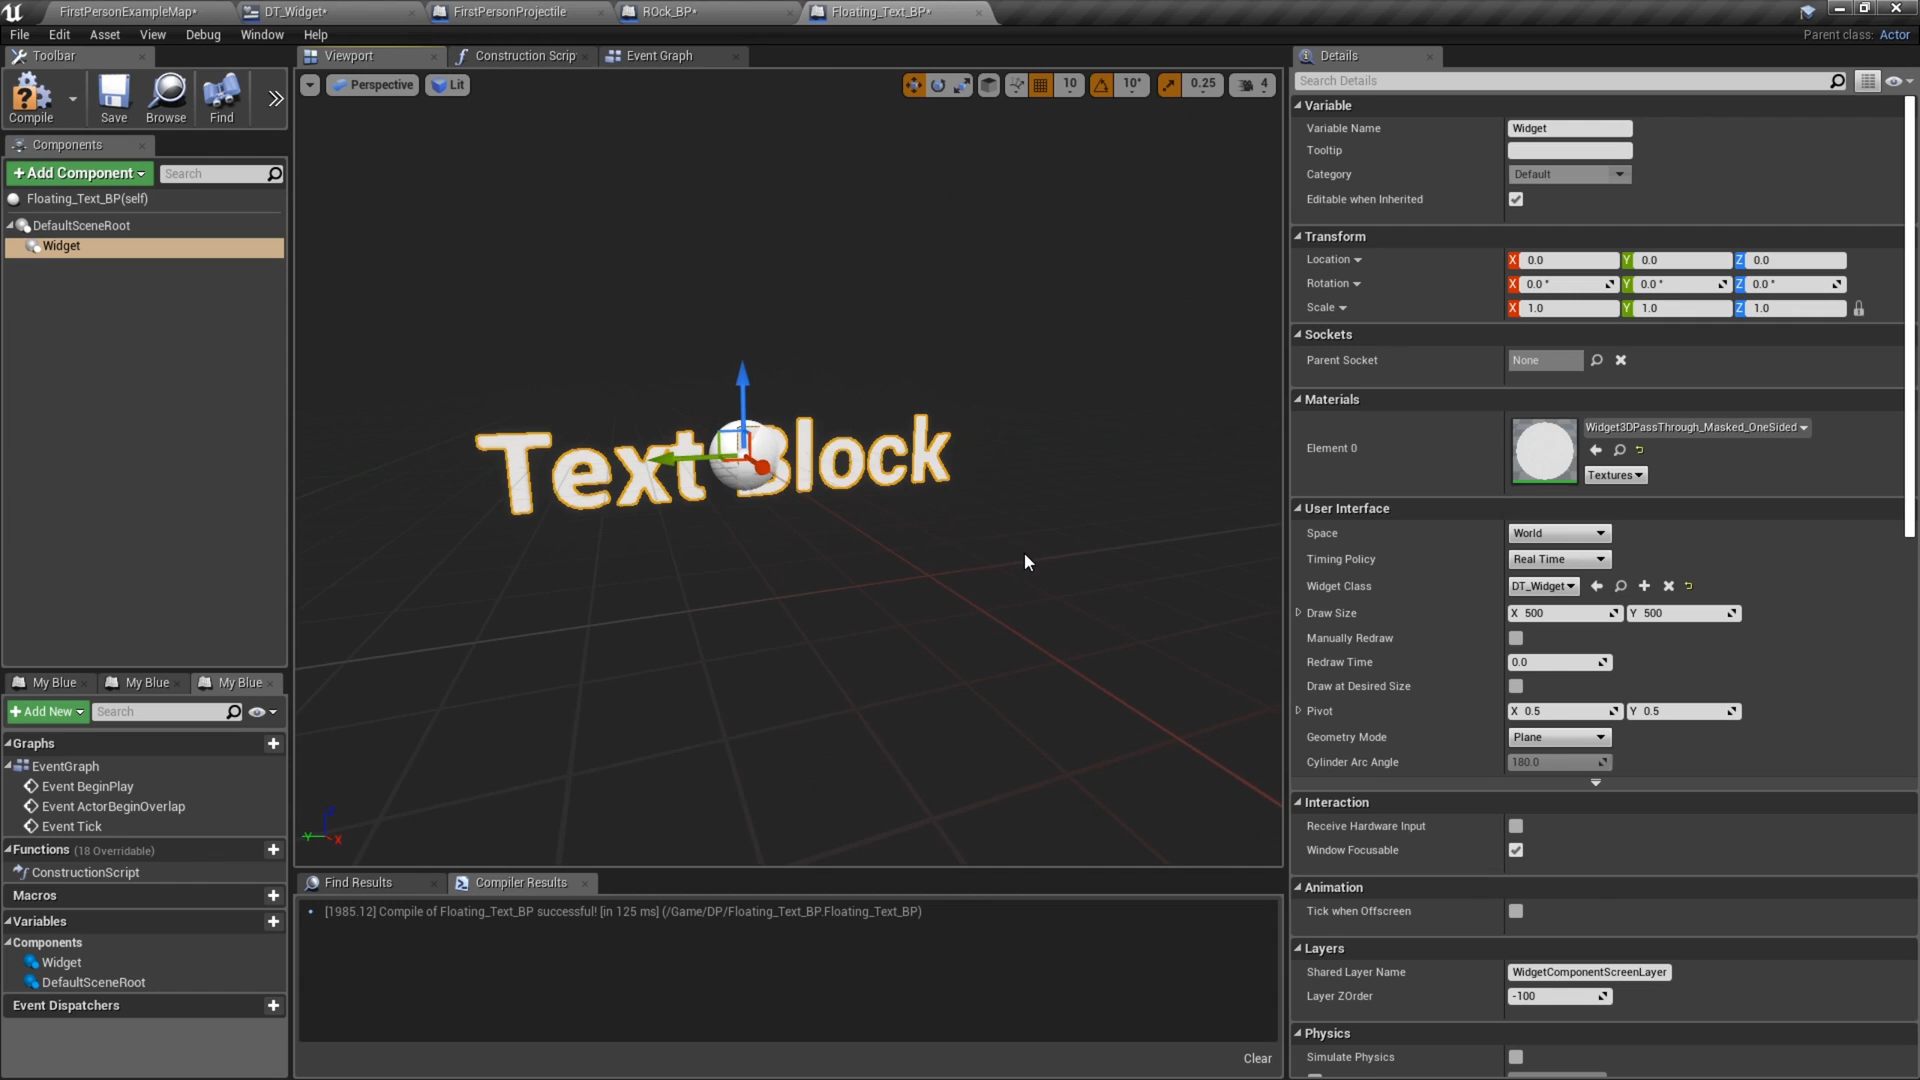 FirstPersonExampleMap*
DT_Widget*
FirstPersonProjectile
ROck_BP*
Floating_Text_BP*
File Edit Asset View Debug Window Help
Parent class: Actor
Toolbar
Compile
Save
Browse
Find
Components
+Add Component
Search
Floating_Text_BP(self)
DefaultSceneRoot
Widget
My Blue
My Blue
My Blue
+Add New
Search
Graphs
EventGraph
Event BeginPlay
Event ActorBeginOverlap
Event Tick
Functions (18 Overridable)
ConstructionScript
Macros
Variables
Components
Widget
DefaultSceneRoot
Event Dispatchers
Viewport
Construction Scrip
Event Graph
Perspective
Lit
10
10°
0.25
4
Text Block
Y
X
Find Results
Compiler Results
[1985.12] Compile of Floating_Text_BP successful! [in 125 ms] (/Game/DP/Floating_Text_BP.Floating_Text_BP)
Clear
Details
Search Details
Variable
Variable Name Widget
Tooltip
Category Default
Editable when Inherited
Transform
Location X 0.0 Y 0.0 Z 0.0
Rotation X 0.0 ° Y 0.0 ° Z 0.0 °
Scale X 1.0 Y 1.0 Z 1.0
Sockets
Parent Socket None
Materials
Element 0
Widget3DPassThrough_Masked_OneSided
Textures
User Interface
Space World
Timing Policy Real Time
Widget Class DT_Widget
Draw Size X 500 Y 500
Manually Redraw
Redraw Time 0.0
Draw at Desired Size
Pivot X 0.5 Y 0.5
Geometry Mode Plane
Cylinder Arc Angle 180.0
Interaction
Receive Hardware Input
Window Focusable
Animation
Tick when Offscreen
Layers
Shared Layer Name WidgetComponentScreenLayer
Layer ZOrder -100
Physics
Simulate Physics